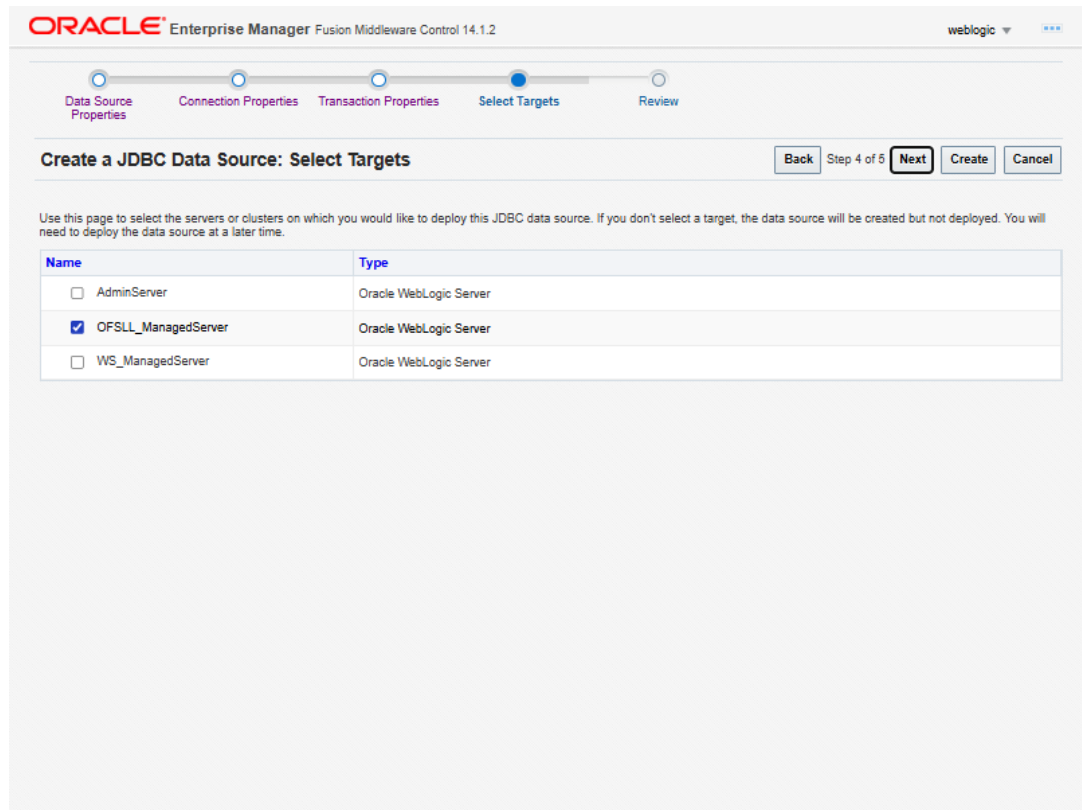 ORACLE Enterprise Manager Fusion Middleware Control 14.1.2 weblogic
Data Source Properties
Connection Properties
Transaction Properties
Select Targets
Review
Create a JDBC Data Source: Select Targets
Back Step 4 of 5 Next Create Cancel
Use this page to select the servers or clusters on which you would like to deploy this JDBC data source. If you don't select a target, the data source will be created but not deployed. You will
need to deploy the data source at a later time.
Name Type
AdminServer Oracle WebLogic Server
OFSLL_ManagedServer Oracle WebLogic Server
WS_ManagedServer Oracle WebLogic Server